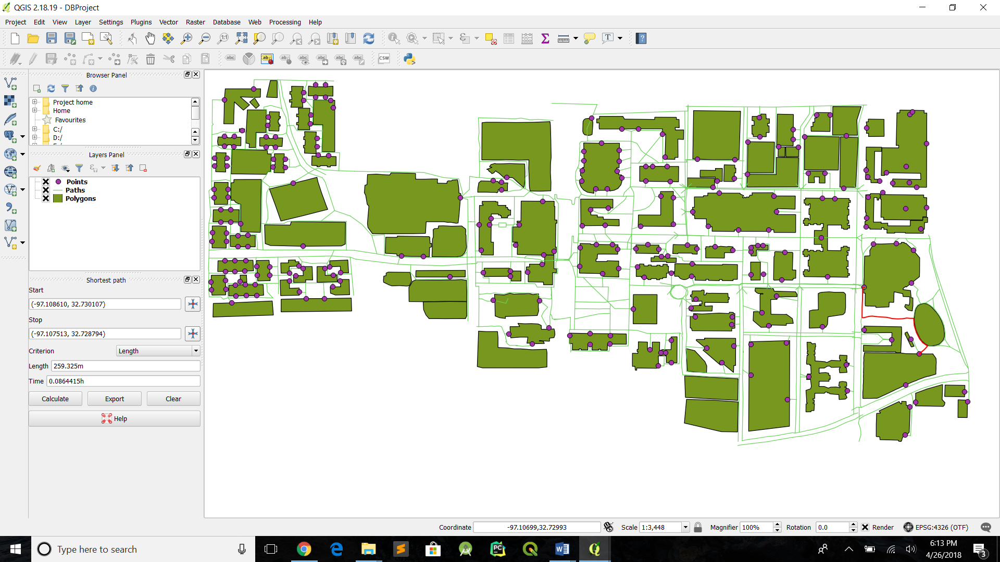 QGIS 2.18.19 - DBProject
Project Edit View Layer Settings Plugins Vector Raster Database Web Processing Help
CSW
Browser Panel
Project home
Home
Favourites
C:/
D:/
Layers Panel
Points
Paths
Polygons
Shortest path
Start
(-97.108610, 32.730107)
Stop
(-97.107513, 32.728794)
Criterion Length
Length 259.325m
Time 0.0864415h
Calculate Export Clear
Help
Coordinate -97.10699,32.72993 Scale 1:3,448 Magnifier 100% Rotation 0.0 Render EPSG:4326 (OTF)
Type here to search
6:13 PM
4/26/2018
3